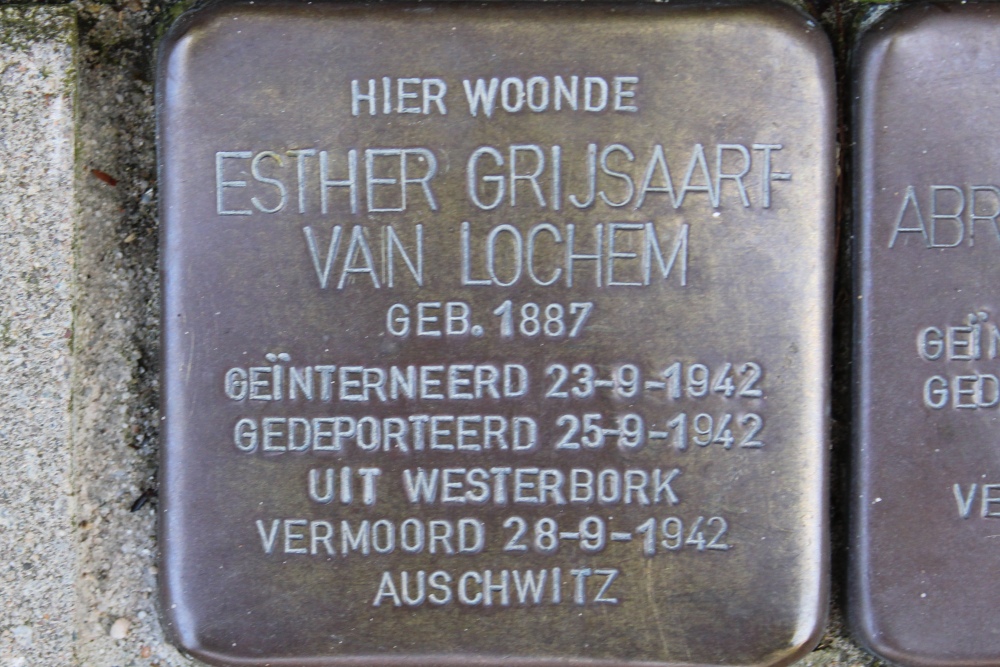 HIER WOONDE
ESTHER GRIJSAART-
VAN LOCHEM
GEB. 1887
GEÏNTERNEERD 23-9-1942
GEDEPORTEERD 25-9-1942
UIT WESTERBORK
VERMOORD 28-9-1942
AUSCHWITZ